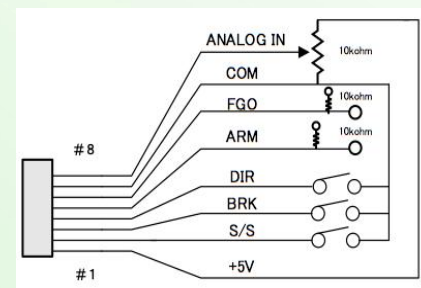 ANALOG IN
10kohm
COM
FGO
10kohm
ARM
10kohm
#8
DIR
BRK
S/S
+5V
#1